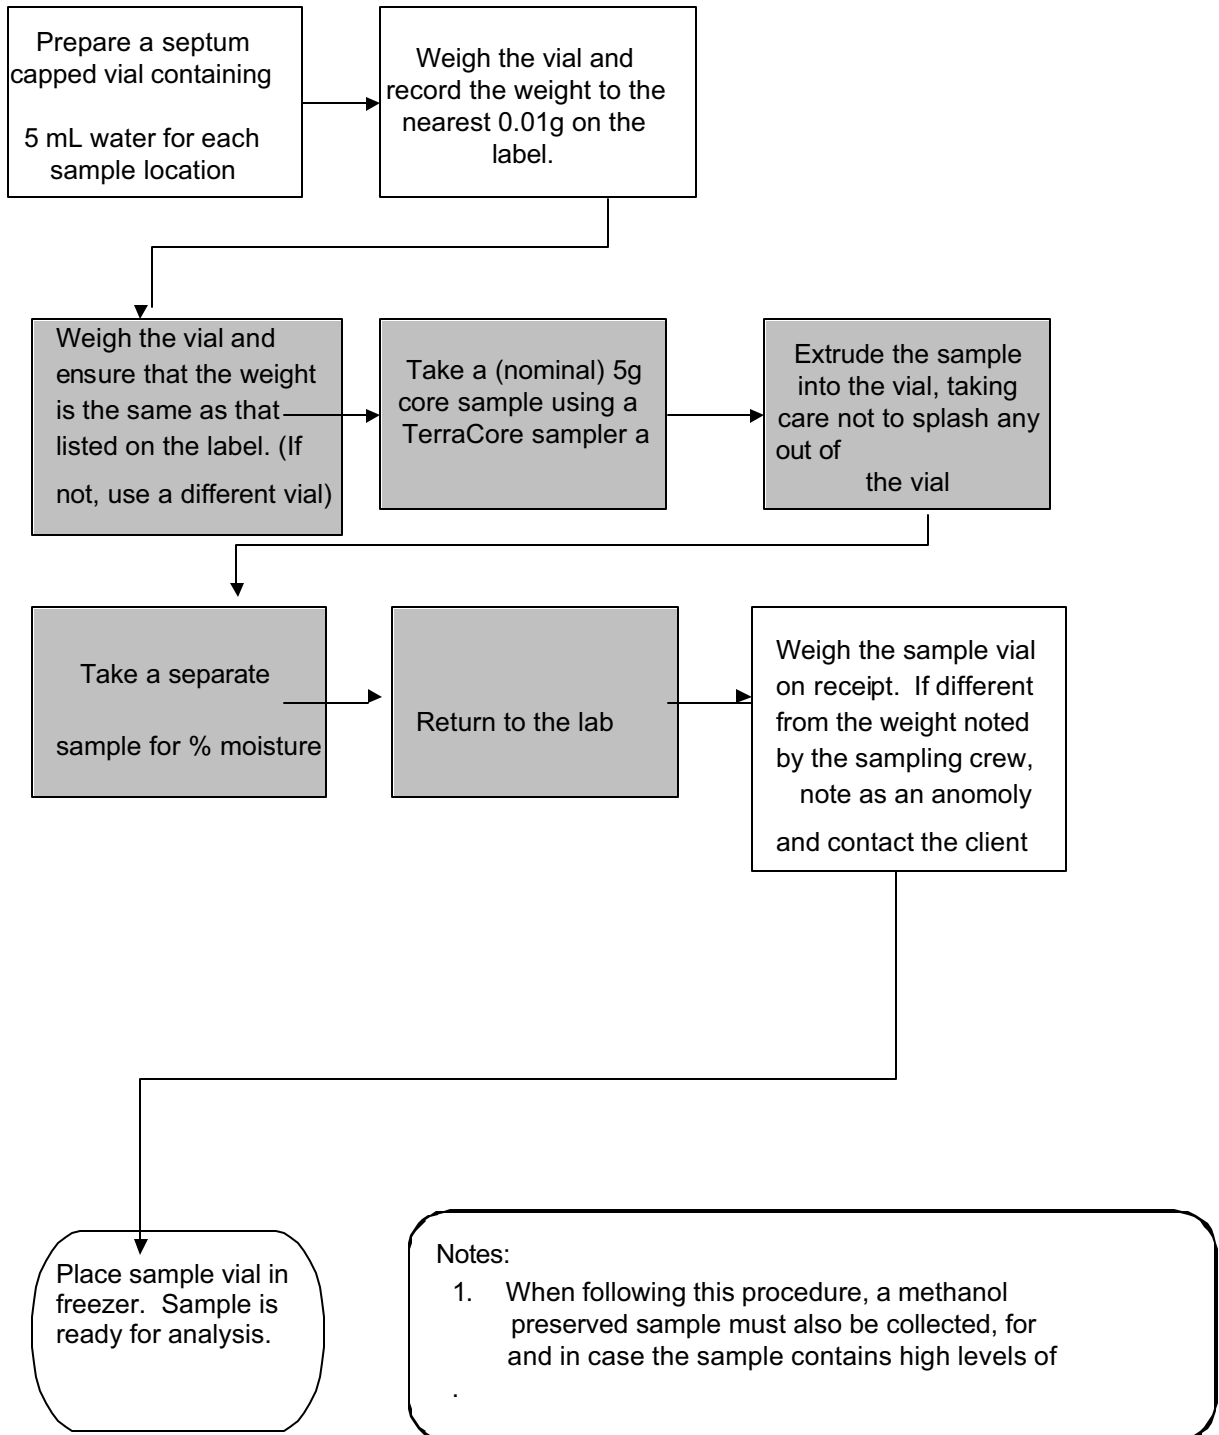 Prepare a septum
capped vial containing
5 mL water for each
sample location
Weigh the vial and
record the weight to the
nearest 0.01g on the
label.
Weigh the vial and
ensure that the weight
is the same as that
listed on the label. (If
not, use a different vial)
Take a (nominal) 5g
core sample using a
TerraCore sampler a
Extrude the sample
into the vial, taking
care not to splash any
out of
the vial
Take a separate
sample for % moisture
Return to the lab
Weigh the sample vial
on receipt. If different
from the weight noted
by the sampling crew,
note as an anomoly
and contact the client
Place sample vial in
freezer. Sample is
ready for analysis.
Notes:
1. When following this procedure, a methanol
preserved sample must also be collected, for
and in case the sample contains high levels of
.